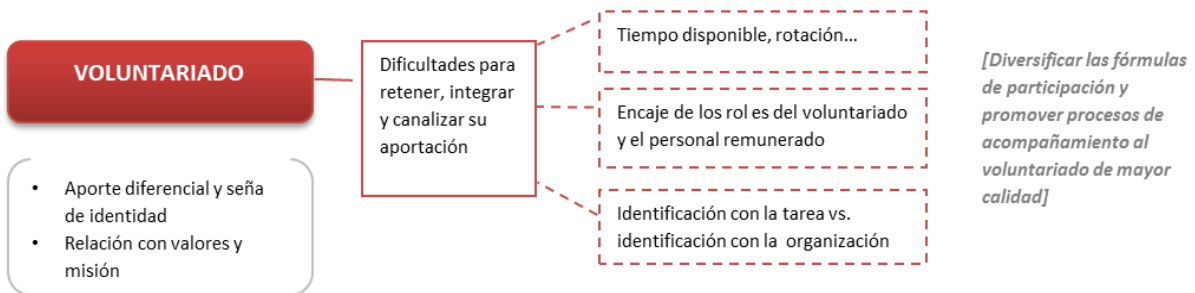 VOLUNTARIADO
• Aporte diferencial y seña
de identidad
• Relación con valores y
misión
Dificultades para
retener, integrar
y canalizar su
aportación
Tiempo disponible, rotación...
Encaje de los rol es del voluntariado
y el personal remunerado
Identificación con la tarea vs.
identificación con la organización
[Diversificar las fórmulas
de participación y
promover procesos de
acompañamiento al
voluntariado de mayor
calidad]